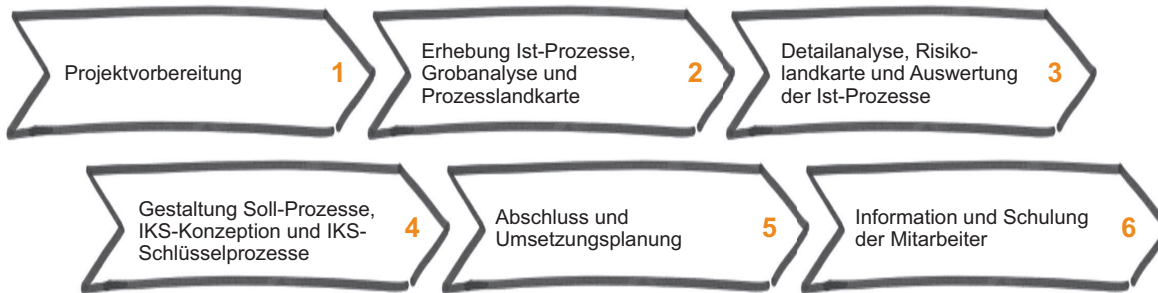 Projektvorbereitung 1
Erhebung Ist-Prozesse,
Grobanalyse und
Prozesslandkarte 2
Detailanalyse, Risiko-
landkarte und Auswertung
der Ist-Prozesse 3
Gestaltung Soll-Prozesse,
IKS-Konzeption und IKS-
Schlüsselprozesse 4
Abschluss und
Umsetzungsplanung 5
Information und Schulung
der Mitarbeiter 6